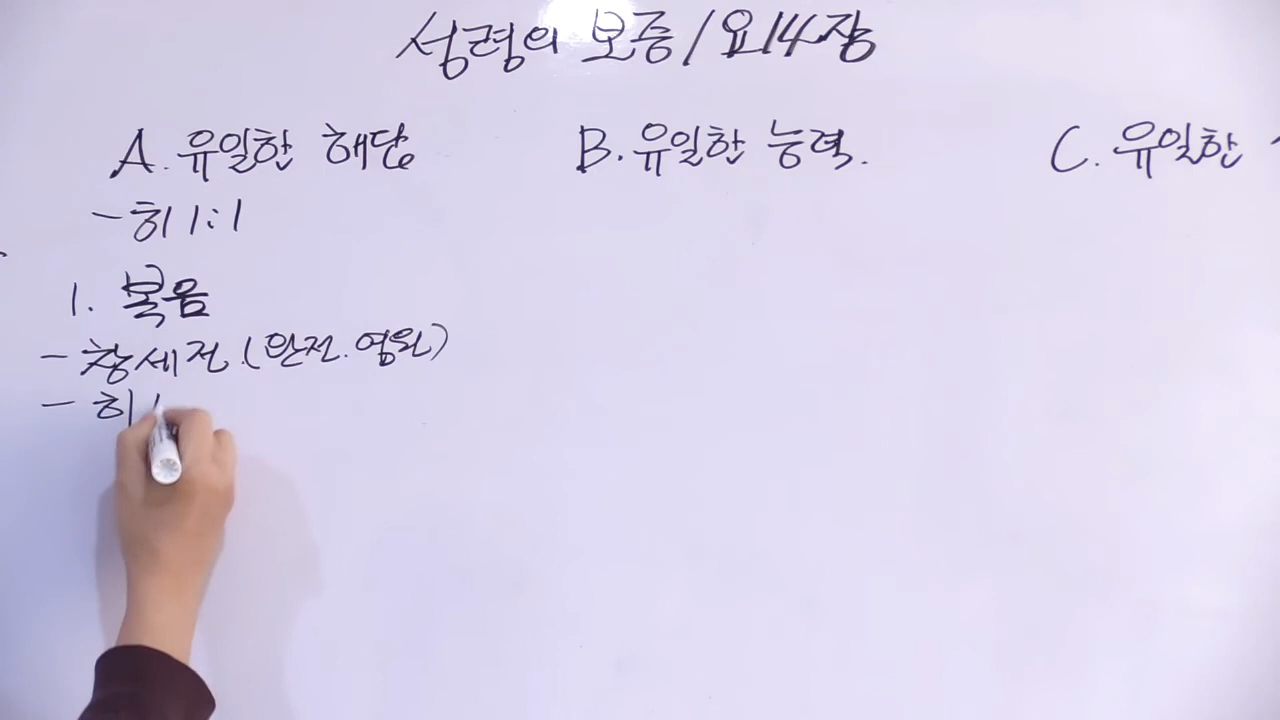 성령의 보증/요14장
A. 유일한 해답 B. 유일한 능력. C. 유일한
- 히 1:1
1. 복음
- 창세전.(완전.영원)
- 히 1